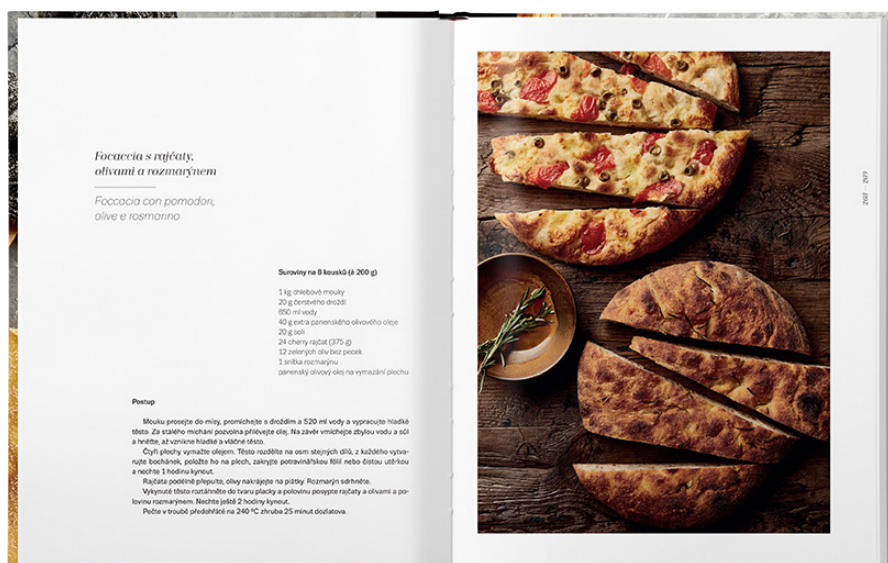 Focaccia s rajčaty,
olivami a rozmarýnem
Foccacia con pomodori,
olive e rosmarino
Suroviny na 8 kousků (à 200 g)
1 kg chlebové mouky
20 g čerstvého droždí
650 ml vody
40 g extra panenského olivového oleje
20 g soli
24 cherry rajčat (375 g)
12 zelených oliv bez pecek
1 snítka rozmarýnu
panenský olivový olej na vymazání plechu
Postup
Mouku prosejte do mísy, promíchejte s droždím a 520 ml vody a vypracujte hladké
těsto. Za stálého míchání pozvolna přilévejte olej. Na závěr vmíchejte zbylou vodu a sůl
a hněťte, až vznikne hladké a vláčné těsto.
Čtyři plechy vymažte olejem. Těsto rozdělte na osm stejných dílů, z každého vytva-
rujte bochánek, položte ho na plech, zakryjte potravinářskou fólií nebo čistou utěrkou
a nechte 1 hodinu kynout.
Rajčata podélně přepulte, olivy nakrájejte na plátky. Rozmarýn sdrhněte.
Vykynuté těsto roztáhněte do tvaru placky a polovinu posypte rajčaty a olivami a po-
lovinu rozmarýnem. Nechte ještě 2 hodiny kynout.
Pečte v troubě předehřáté na 240 °C zhruba 25 minut dozlatova.